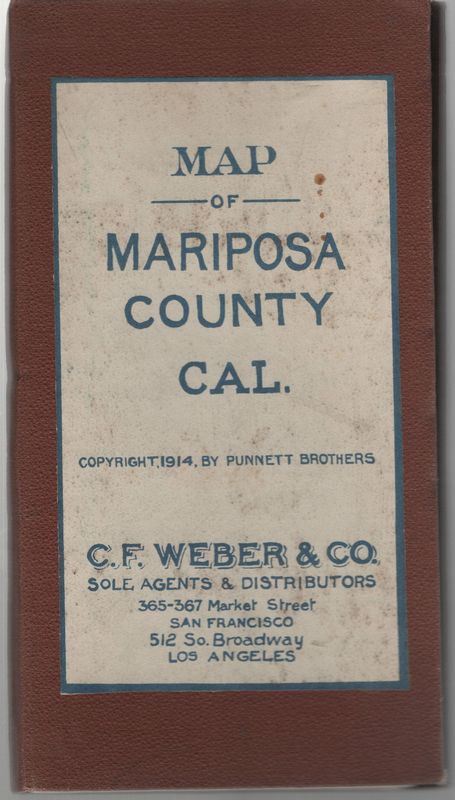 MAP
OF
MARIPOSA
COUNTY
CAL.
COPYRIGHT, 1914, BY PUNNETT BROTHERS
C. F. WEBER & CO.
SOLE AGENTS & DISTRIBUTORS
365-367 Market Street
SAN FRANCISCO
512 So. Broadway
LOS ANGELES